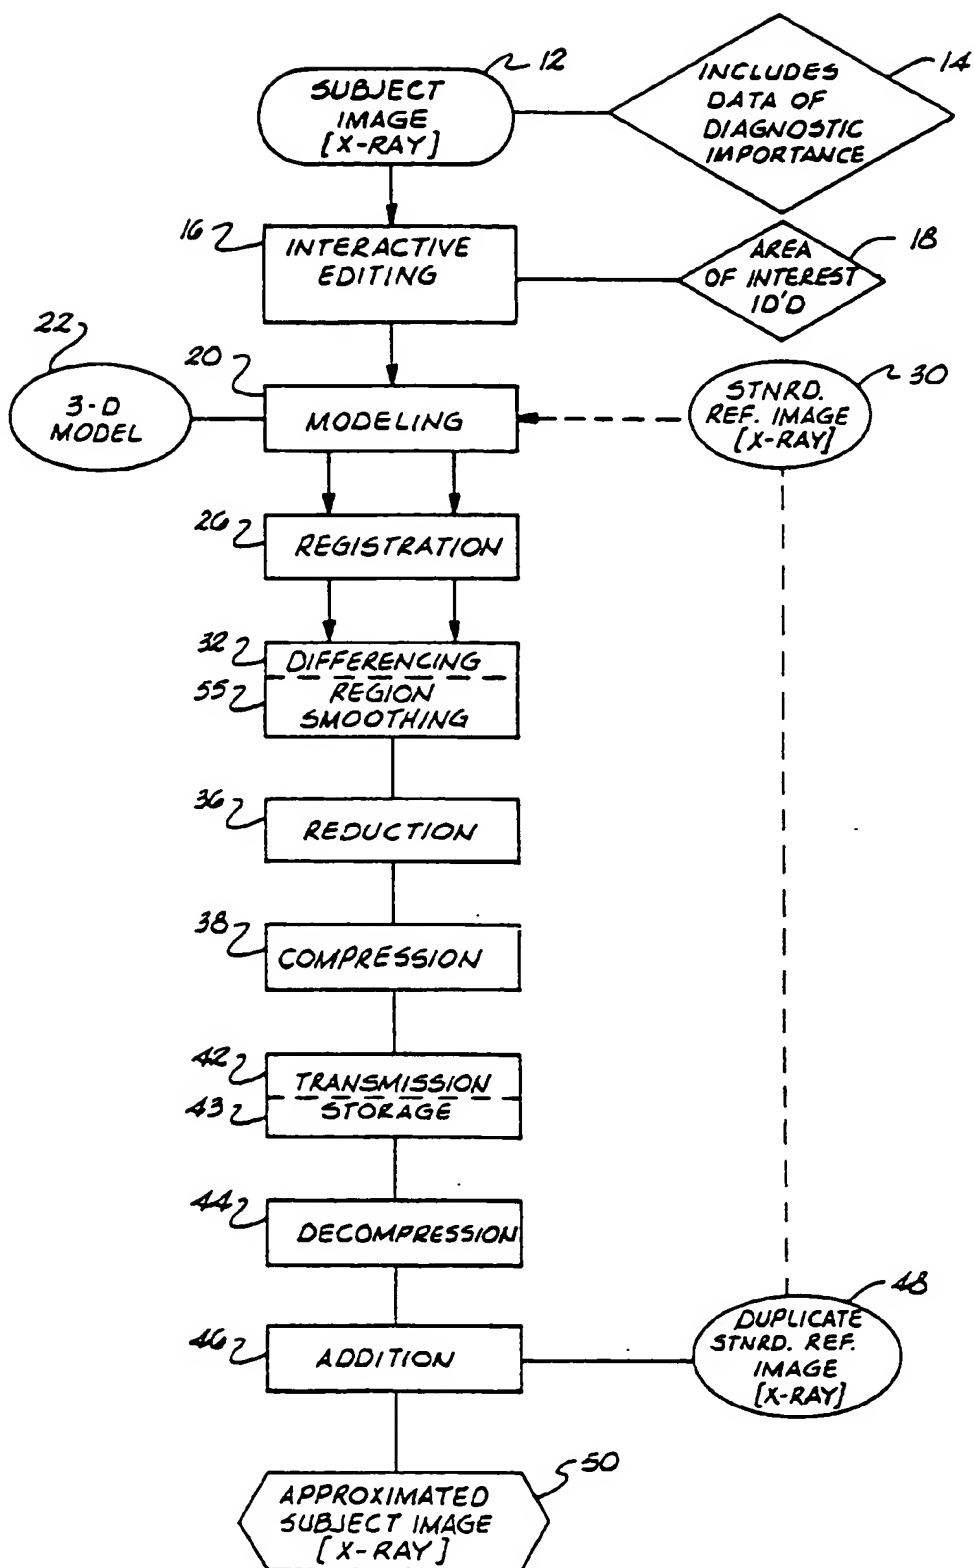 12
SUBJECT
IMAGE
[X-RAY]
14
INCLUDES
DATA OF
DIAGNOSTIC
IMPORTANCE
16
INTERACTIVE
EDITING
18
AREA
OF INTEREST
ID'D
22
3-D
MODEL
20
MODELING
30
STNRD.
REF. IMAGE
[X-RAY]
26
REGISTRATION
32
DIFFERENCING
55
REGION
SMOOTHING
36
REDUCTION
38
COMPRESSION
42
TRANSMISSION
43
STORAGE
44
DECOMPRESSION
46
ADDITION
48
DUPLICATE
STNRD. REF.
IMAGE
[X-RAY]
50
APPROXIMATED
SUBJECT IMAGE
[X-RAY]